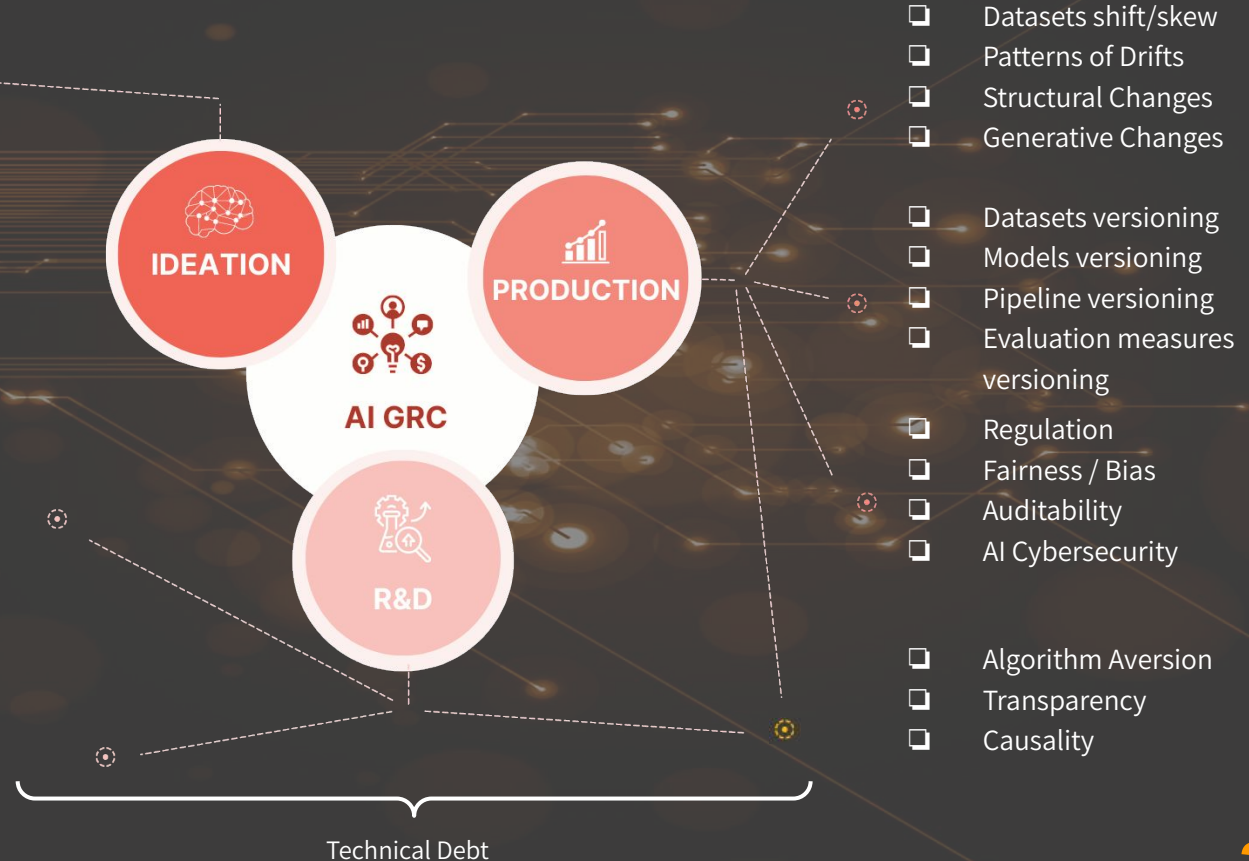 IDEATION
PRODUCTION
AI GRC
R&D
Technical Debt
Datasets shift/skew
Patterns of Drifts
Structural Changes
Generative Changes
Datasets versioning
Models versioning
Pipeline versioning
Evaluation measures
versioning
Regulation
Fairness / Bias
Auditability
AI Cybersecurity
Algorithm Aversion
Transparency
Causality